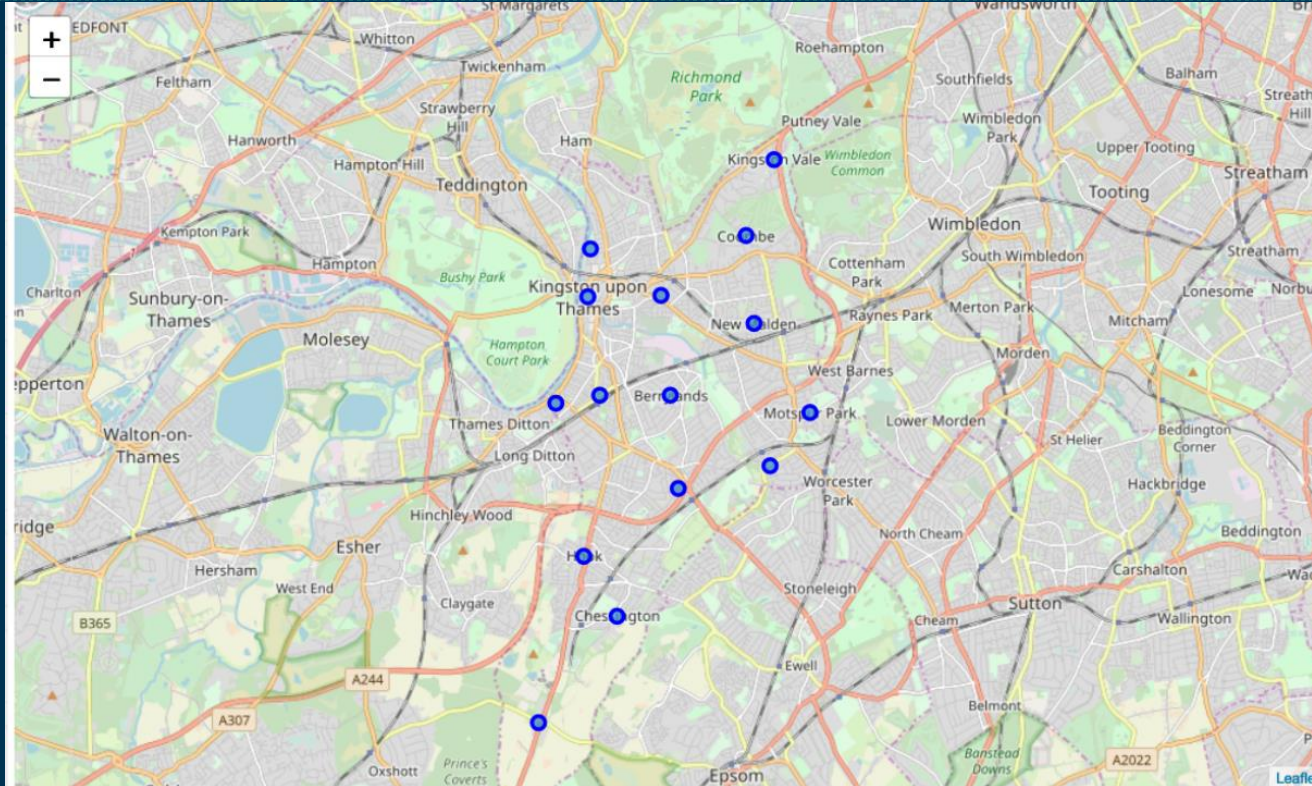 St Margarets
Wandsworth
+
EDFONT
Whitton
Roehampton
−
Feltham
Twickenham
Richmond
Park
Southfields
Balham
Strawberry
Hill
Putney Vale
Wimbledon
Park
Hanworth
Hampton Hill
Ham
Upper Tooting
Kingston Vale
Wimbledon
Common
Teddington
Tooting
Streatham
Kempton Park
Coombe
Wimbledon
Hampton
Bushy Park
Cottenham
Park
South Wimbledon
Streatham
Charlton
Sunbury-on-
Thames
Kingston upon
Thames
Lonesome
Merton Park
Mitcham
Molesey
New Malden
Raynes Park
Hampton
Court Park
Morden
epperton
West Barnes
Berrylands
Motspur Park
Lower Morden
Thames Ditton
Walton-on-
Thames
Long Ditton
St Helier
Beddington
Corner
Worcester
Park
Hackbridge
ridge
Hinchley Wood
North Cheam
Beddington
Esher
Hook
Hersham
West End
Stoneleigh
Carshalton
Claygate
Sutton
B365
Chessington
Cheam
Wallington
A244
Ewell
A307
Belmont
Oxshott
Prince's
Coverts
Epsom
Banstead
Downs
A2022
Leafle